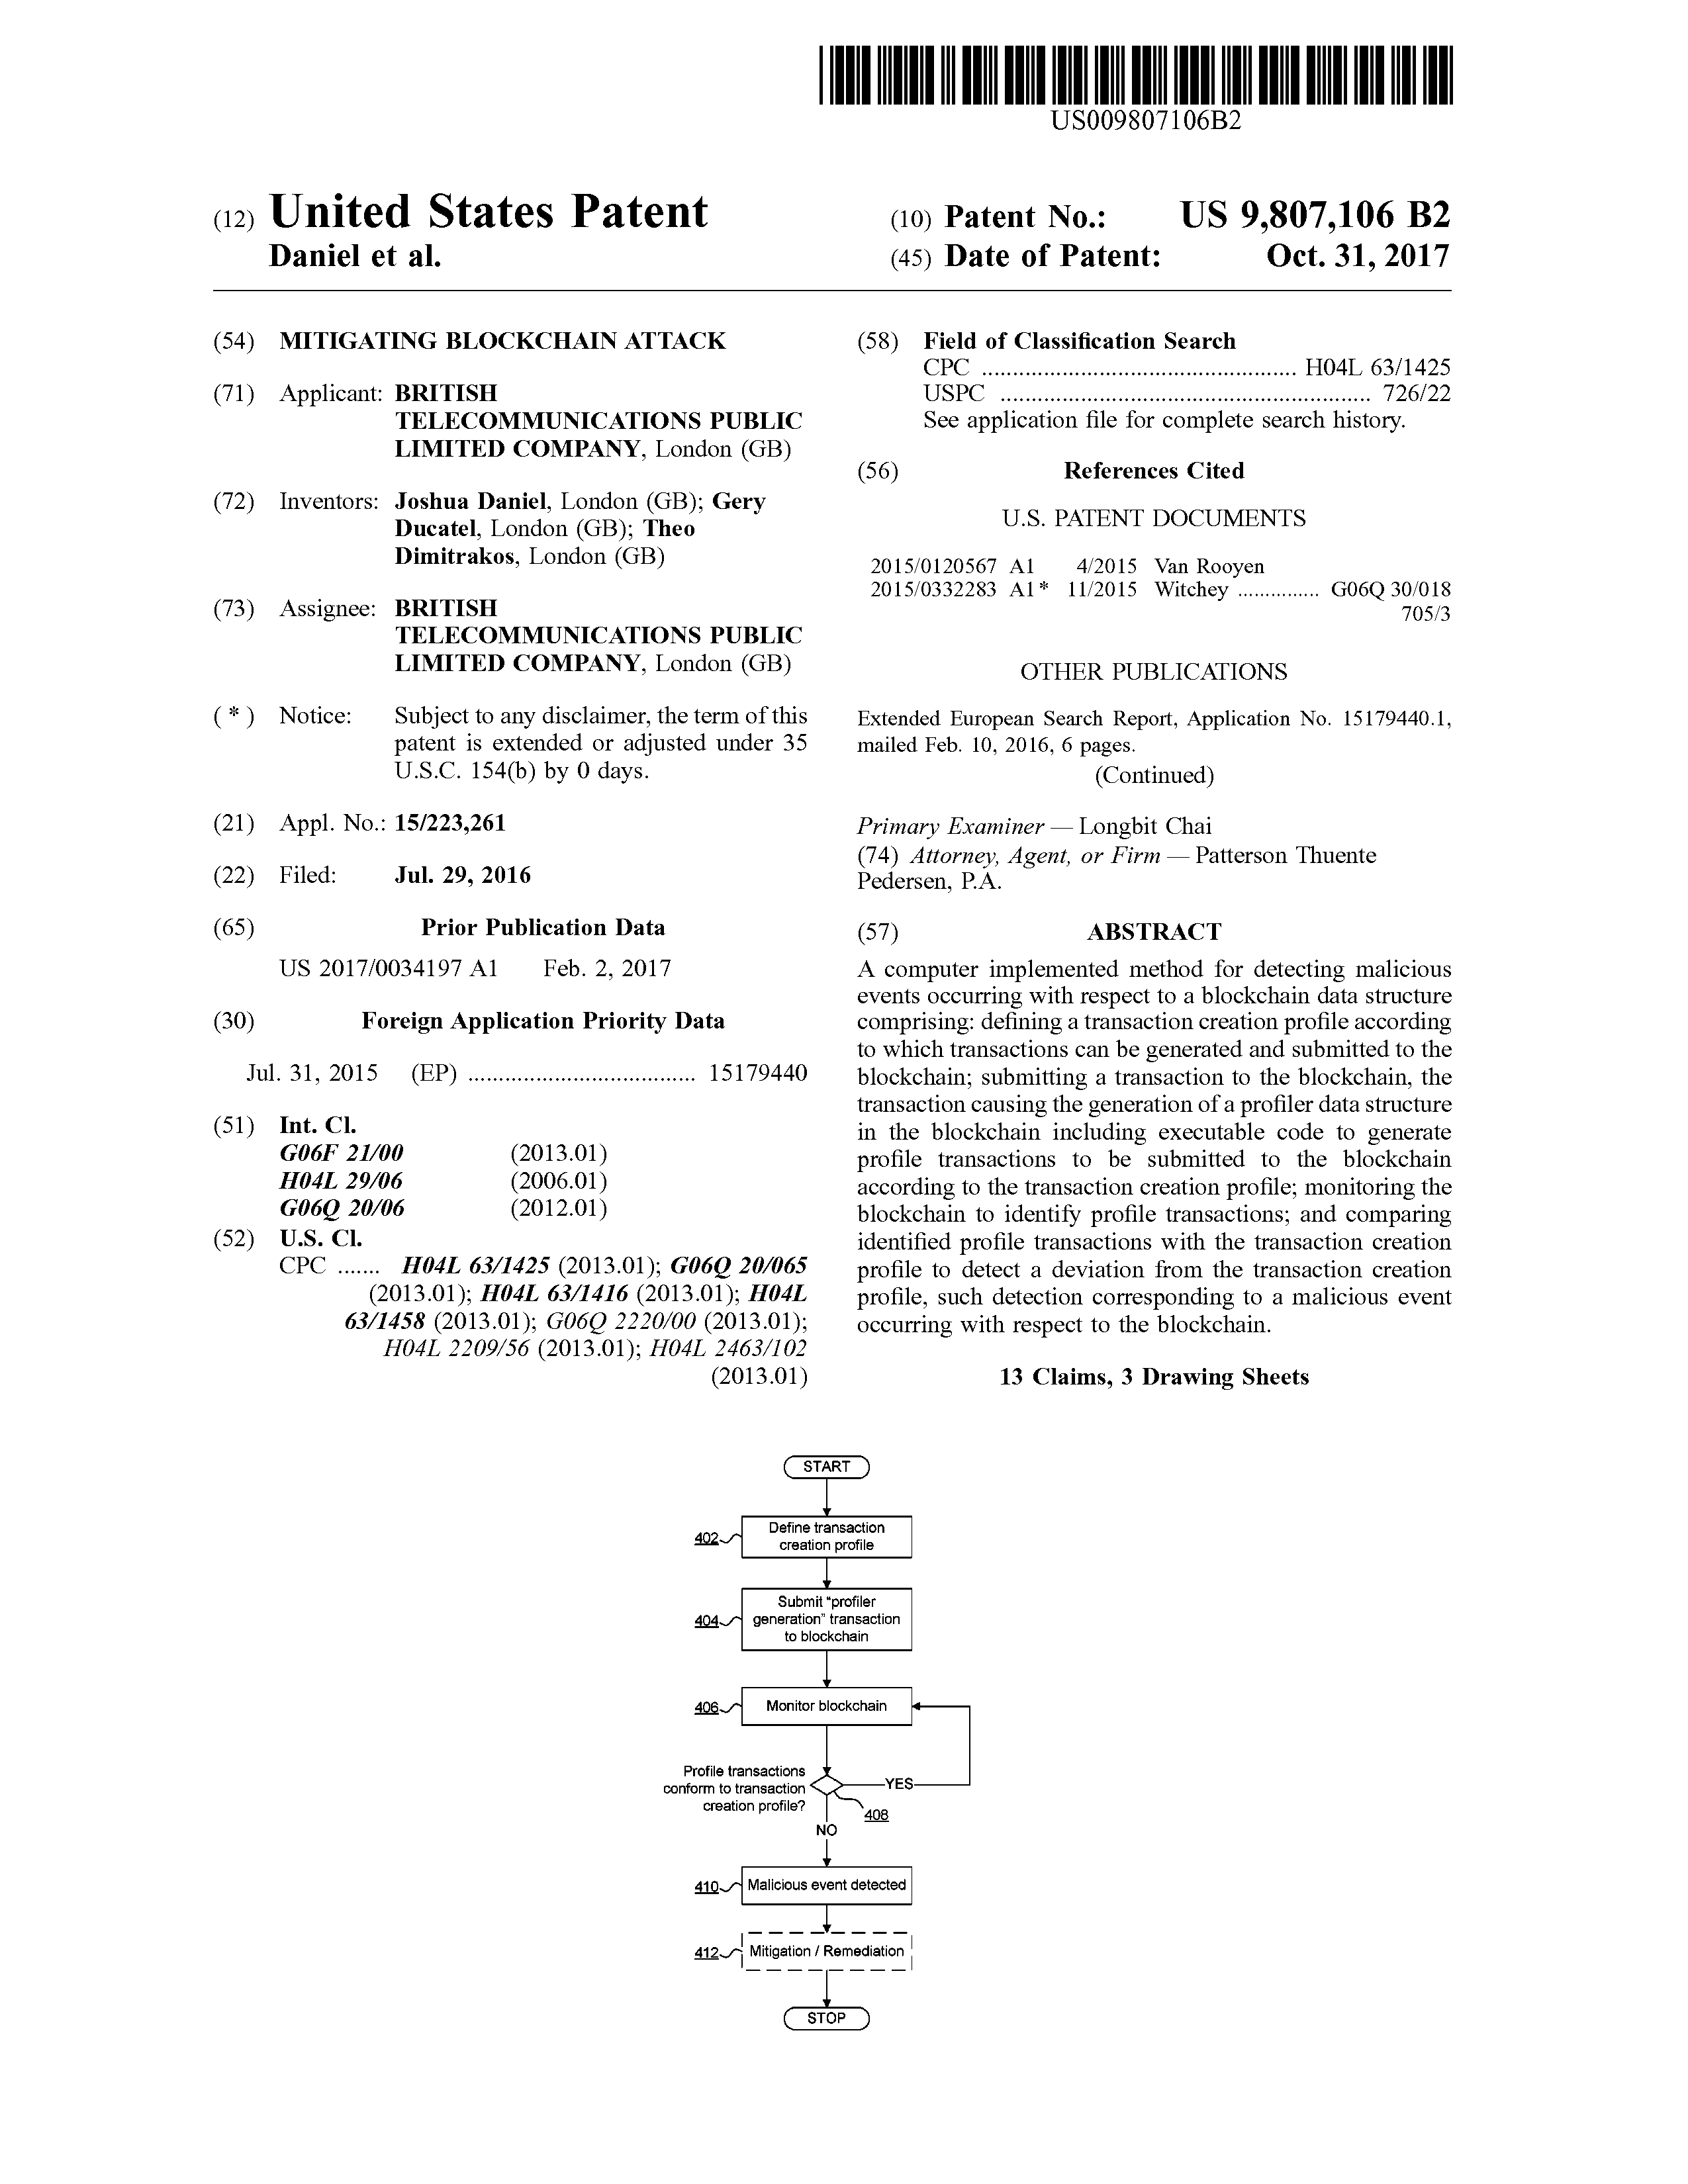 US009807106B2
(12) United States Patent
Daniel et al.
(10) Patent No.: US 9,807,106 B2
(45) Date of Patent: Oct. 31, 2017
(54) MITIGATING BLOCKCHAIN ATTACK
(71) Applicant: BRITISH
TELECOMMUNICATIONS PUBLIC
LIMITED COMPANY, London (GB)
(72) Inventors: Joshua Daniel, London (GB); Gery
Ducatel, London (GB); Theo
Dimitrakos, London (GB)
(73) Assignee: BRITISH
TELECOMMUNICATIONS PUBLIC
LIMITED COMPANY, London (GB)
( * ) Notice: Subject to any disclaimer, the term of this
patent is extended or adjusted under 35
U.S.C. 154(b) by 0 days.
(21) Appl. No.: 15/223,261
(22) Filed: Jul. 29, 2016
(65) Prior Publication Data
US 2017/0034197 A1 Feb. 2, 2017
(30) Foreign Application Priority Data
Jul. 31, 2015 (EP) ..................................... 15179440
(51) Int. Cl.
G06F 21/00 (2013.01)
H04L 29/06 (2006.01)
G06Q 20/06 (2012.01)
(52) U.S. Cl.
CPC ....... H04L 63/1425 (2013.01); G06Q 20/065
(2013.01); H04L 63/1416 (2013.01); H04L
63/1458 (2013.01); G06Q 2220/00 (2013.01);
H04L 2209/56 (2013.01); H04L 2463/102
(2013.01)
(58) Field of Classification Search
CPC ................................................... H04L 63/1425
USPC ............................................................ 726/22
See application file for complete search history.
(56) References Cited
U.S. PATENT DOCUMENTS
2015/0120567 A1 4/2015 Van Rooyen
2015/0332283 A1* 11/2015 Witchey .............. G06Q 30/018
705/3
OTHER PUBLICATIONS
Extended European Search Report, Application No. 15179440.1,
mailed Feb. 10, 2016, 6 pages.
(Continued)
Primary Examiner — Longbit Chai
(74) Attorney, Agent, or Firm — Patterson Thuente
Pedersen, P.A.
(57) ABSTRACT
A computer implemented method for detecting malicious
events occurring with respect to a blockchain data structure
comprising: defining a transaction creation profile according
to which transactions can be generated and submitted to the
blockchain; submitting a transaction to the blockchain, the
transaction causing the generation of a profiler data structure
in the blockchain including executable code to generate
profile transactions to be submitted to the blockchain
according to the transaction creation profile; monitoring the
blockchain to identify profile transactions; and comparing
identified profile transactions with the transaction creation
profile to detect a deviation from the transaction creation
profile, such detection corresponding to a malicious event
occurring with respect to the blockchain.
13 Claims, 3 Drawing Sheets
START
402 Define transaction
creation profile
404 Submit "profiler
generation" transaction
to blockchain
406 Monitor blockchain
Profile transactions
conform to transaction
creation profile?
YES
408
NO
410 Malicious event detected
412 Mitigation / Remediation
STOP